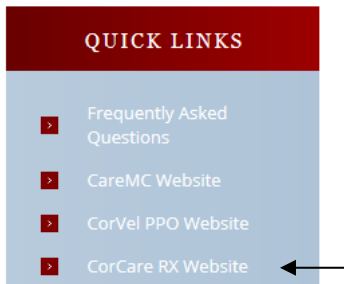 QUICK LINKS
Frequently Asked
Questions
CareMC Website
CorVel PPO Website
CorCare RX Website